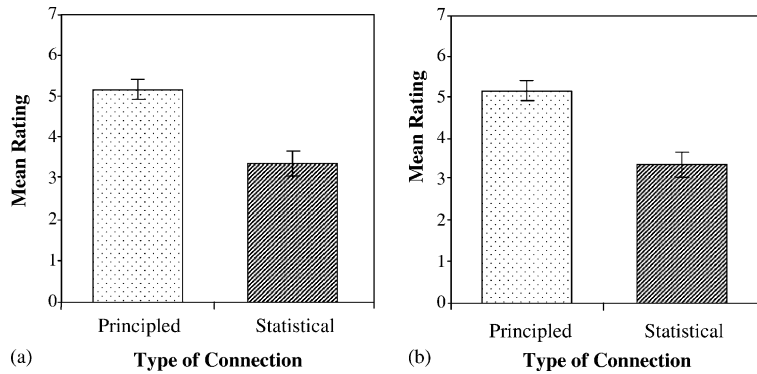 7
6
5
4
3
2
1
0
Mean Rating
Principled
Statistical
(a)
Type of Connection
7
6
5
4
3
2
1
0
Mean Rating
Principled
Statistical
(b)
Type of Connection